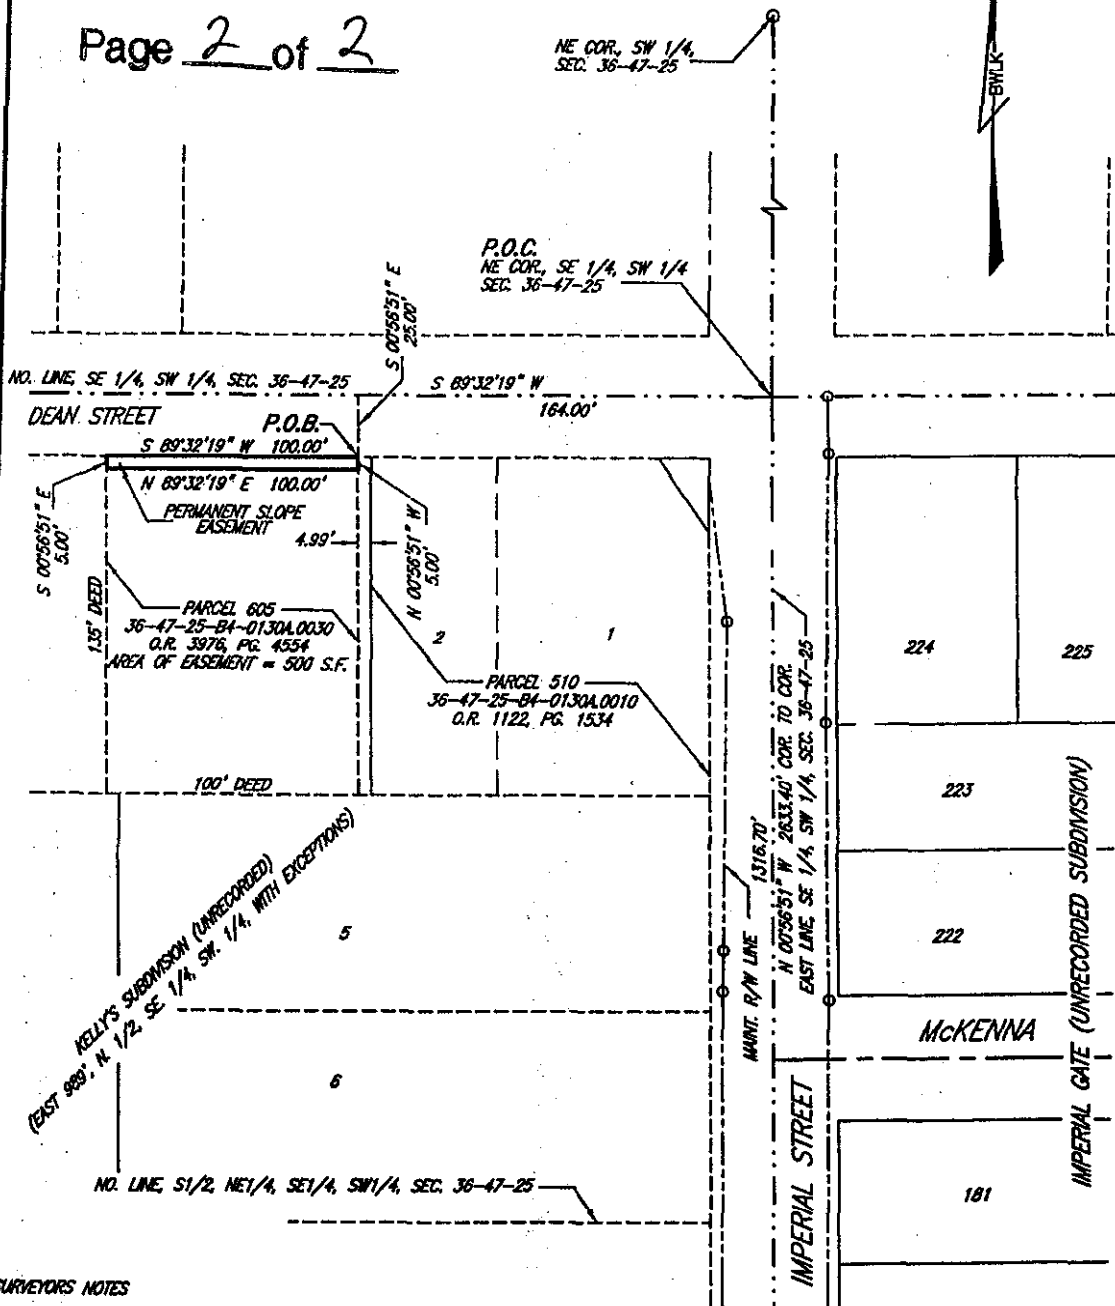 Page 2 of 2
NE COR., SW 1/4,
SEC. 36-47-25
BWLK
P.O.C.
NE COR., SE 1/4, SW 1/4
SEC. 36-47-25
S 00°56'51" E
25.00'
NO. LINE, SE 1/4, SW 1/4, SEC. 36-47-25
S 89°32'19" W
164.00'
DEAN STREET
P.O.B.
S 89°32'19" W 100.00'
N 89°32'19" E 100.00'
PERMANENT SLOPE
EASEMENT
S 00°56'51" E
5.00'
4.99'
N 00°56'51" W
5.00'
135' DEED
PARCEL 605
36-47-25-B4-0130A.0030
O.R. 3976, PG. 4554
AREA OF EASEMENT = 500 S.F.
2
1
PARCEL 510
36-47-25-B4-0130A.0010
O.R. 1122, PG. 1534
224
225
100' DEED
223
KELLY'S SUBDIVISION (UNRECORDED)
(EAST 989', N. 1/2, SE. 1/4, SW. 1/4, WITH EXCEPTIONS)
5
MAINT. R/W LINE
1316.70'
N 00°56'51" W 2633.40' COR. TO COR.
EAST LINE, SE 1/4, SW 1/4, SEC. 36-47-25
222
IMPERIAL GATE (UNRECORDED SUBDIVISION)
McKENNA
6
IMPERIAL STREET
NO. LINE, S1/2, NE1/4, SE1/4, SW1/4, SEC. 36-47-25
181
SURVEYORS NOTES